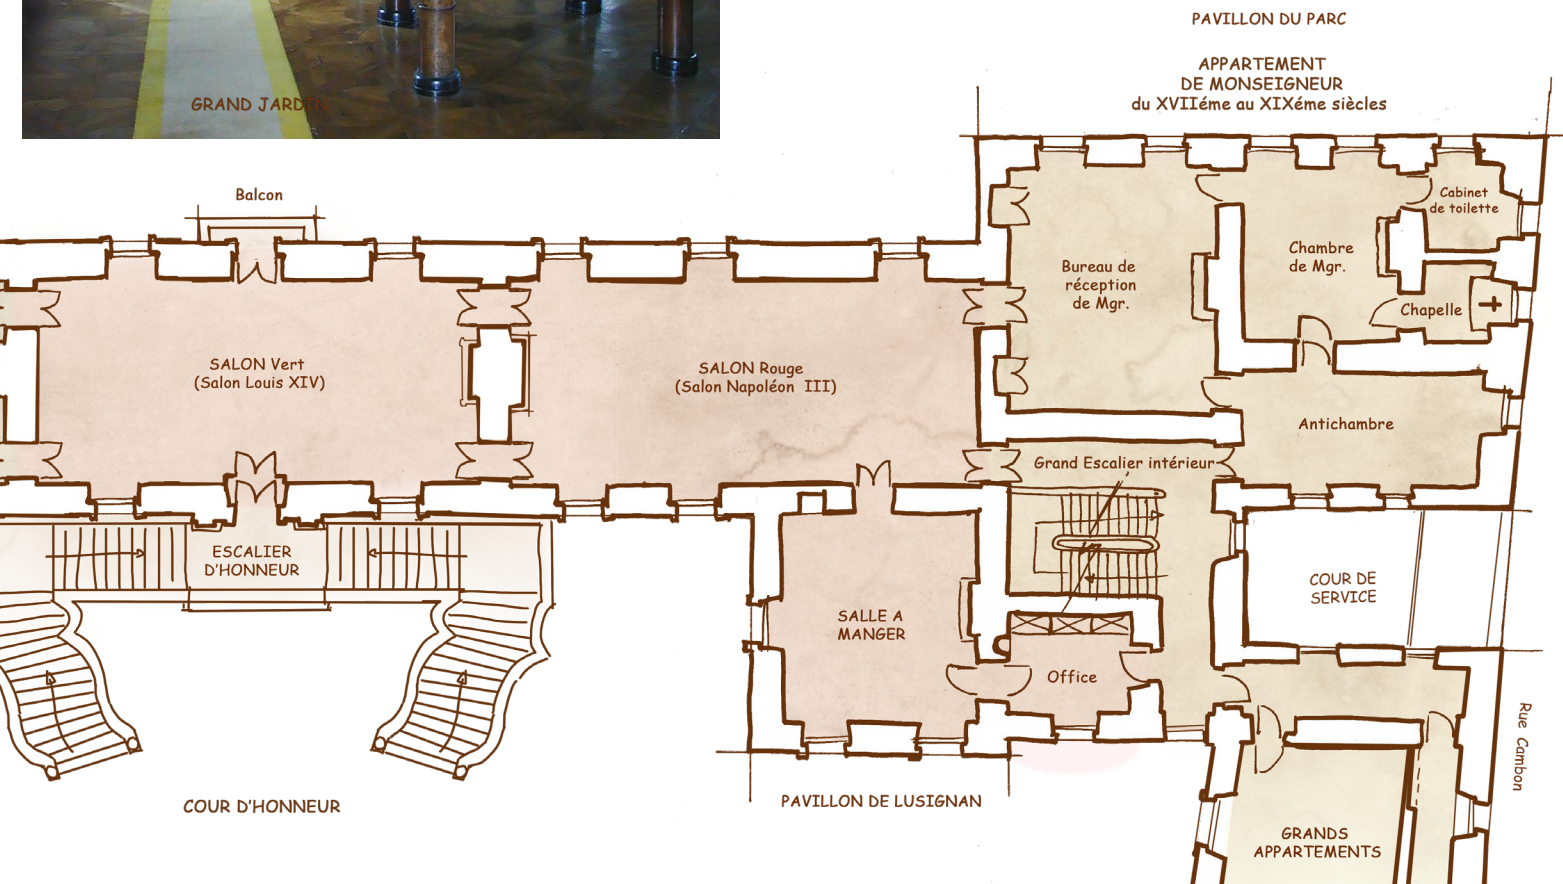 PAVILLON DU PARC
APPARTEMENT
DE MONSEIGNEUR
du XVIIéme au XIXéme siècles
GRAND JARDIN
Balcon
Cabinet
de toilette
Chambre
de Mgr.
Bureau de
réception
de Mgr.
Chapelle
SALON Vert
(Salon Louis XIV)
SALON Rouge
(Salon Napoléon III)
Antichambre
Grand Escalier intérieur
ESCALIER
D'HONNEUR
COUR DE
SERVICE
SALLE A
MANGER
Office
Rue Cambon
COUR D'HONNEUR
PAVILLON DE LUSIGNAN
GRANDS
APPARTEMENTS